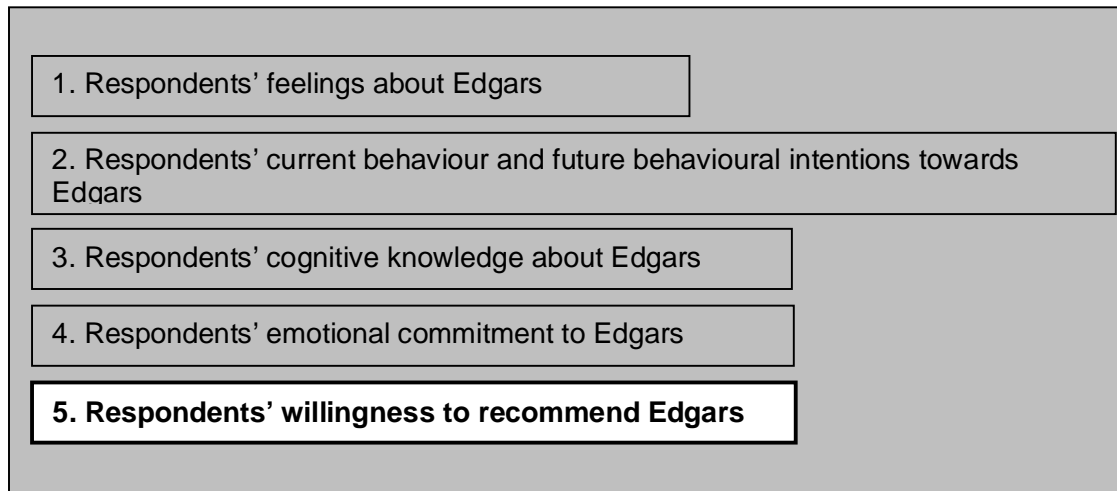 1. Respondents’ feelings about Edgars
2. Respondents’ current behaviour and future behavioural intentions towards
Edgars
3. Respondents’ cognitive knowledge about Edgars
4. Respondents’ emotional commitment to Edgars
5. Respondents’ willingness to recommend Edgars